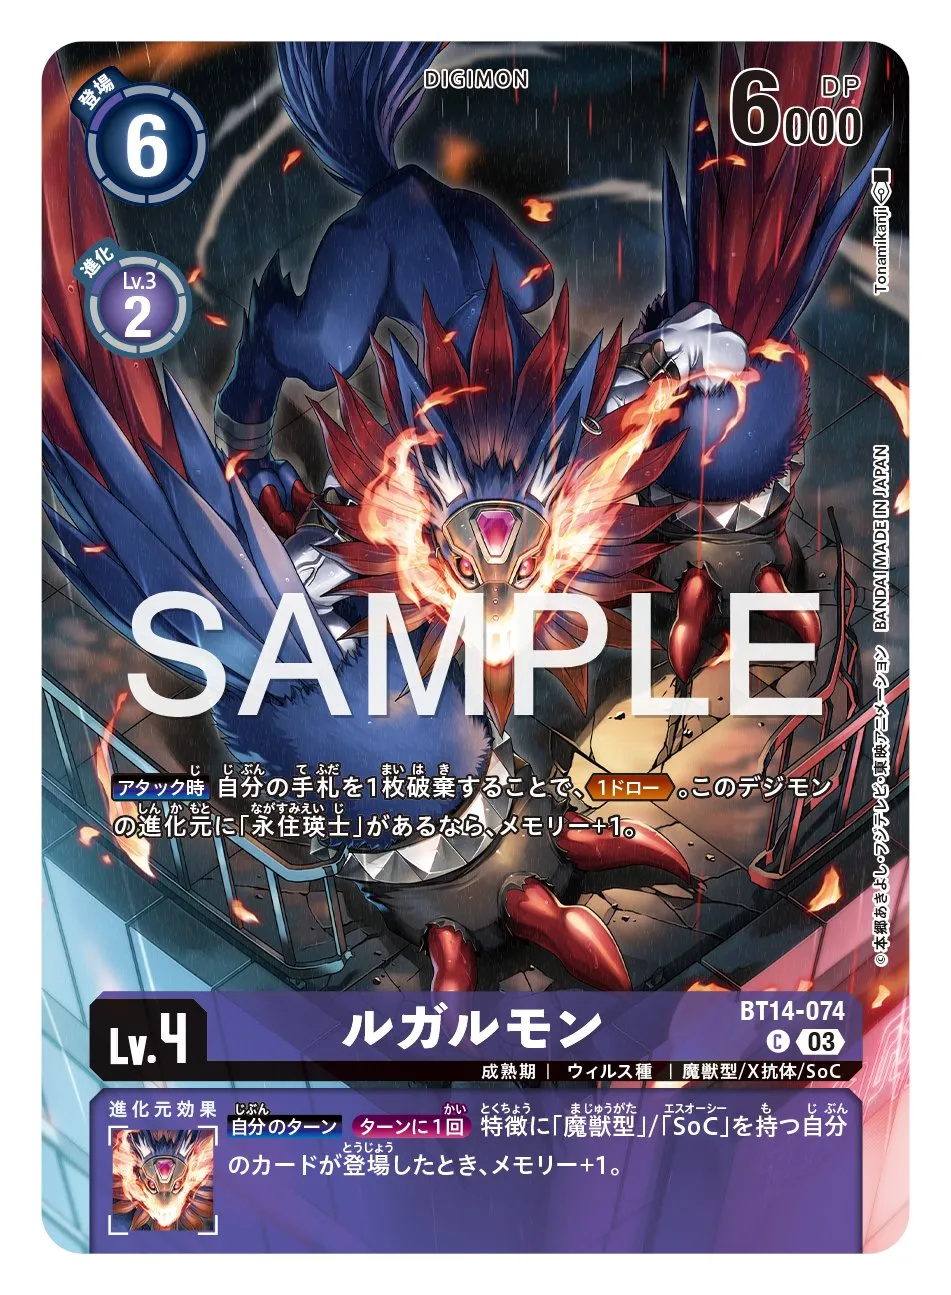 DIGIMON
登場
6
DP
6000
進化
Lv.3
2
Tonamikanji
BANDAI MADE IN JAPAN
©本郷あきよし・フジテレビ・東映アニメーション
SAMPLE
アタック時 自分の手札を1枚破棄することで、1ドロー。このデジモン
の進化元に「永住瑛士」があるなら、メモリー+1。
Lv.4
ルガルモン
BT14-074
C 03
成熟期 | ウィルス種 | 魔獣型/X抗体/SoC
進化元効果
自分のターン ターンに1回 特徴に「魔獣型」/「SoC」を持つ自分
のカードが登場したとき、メモリー+1。